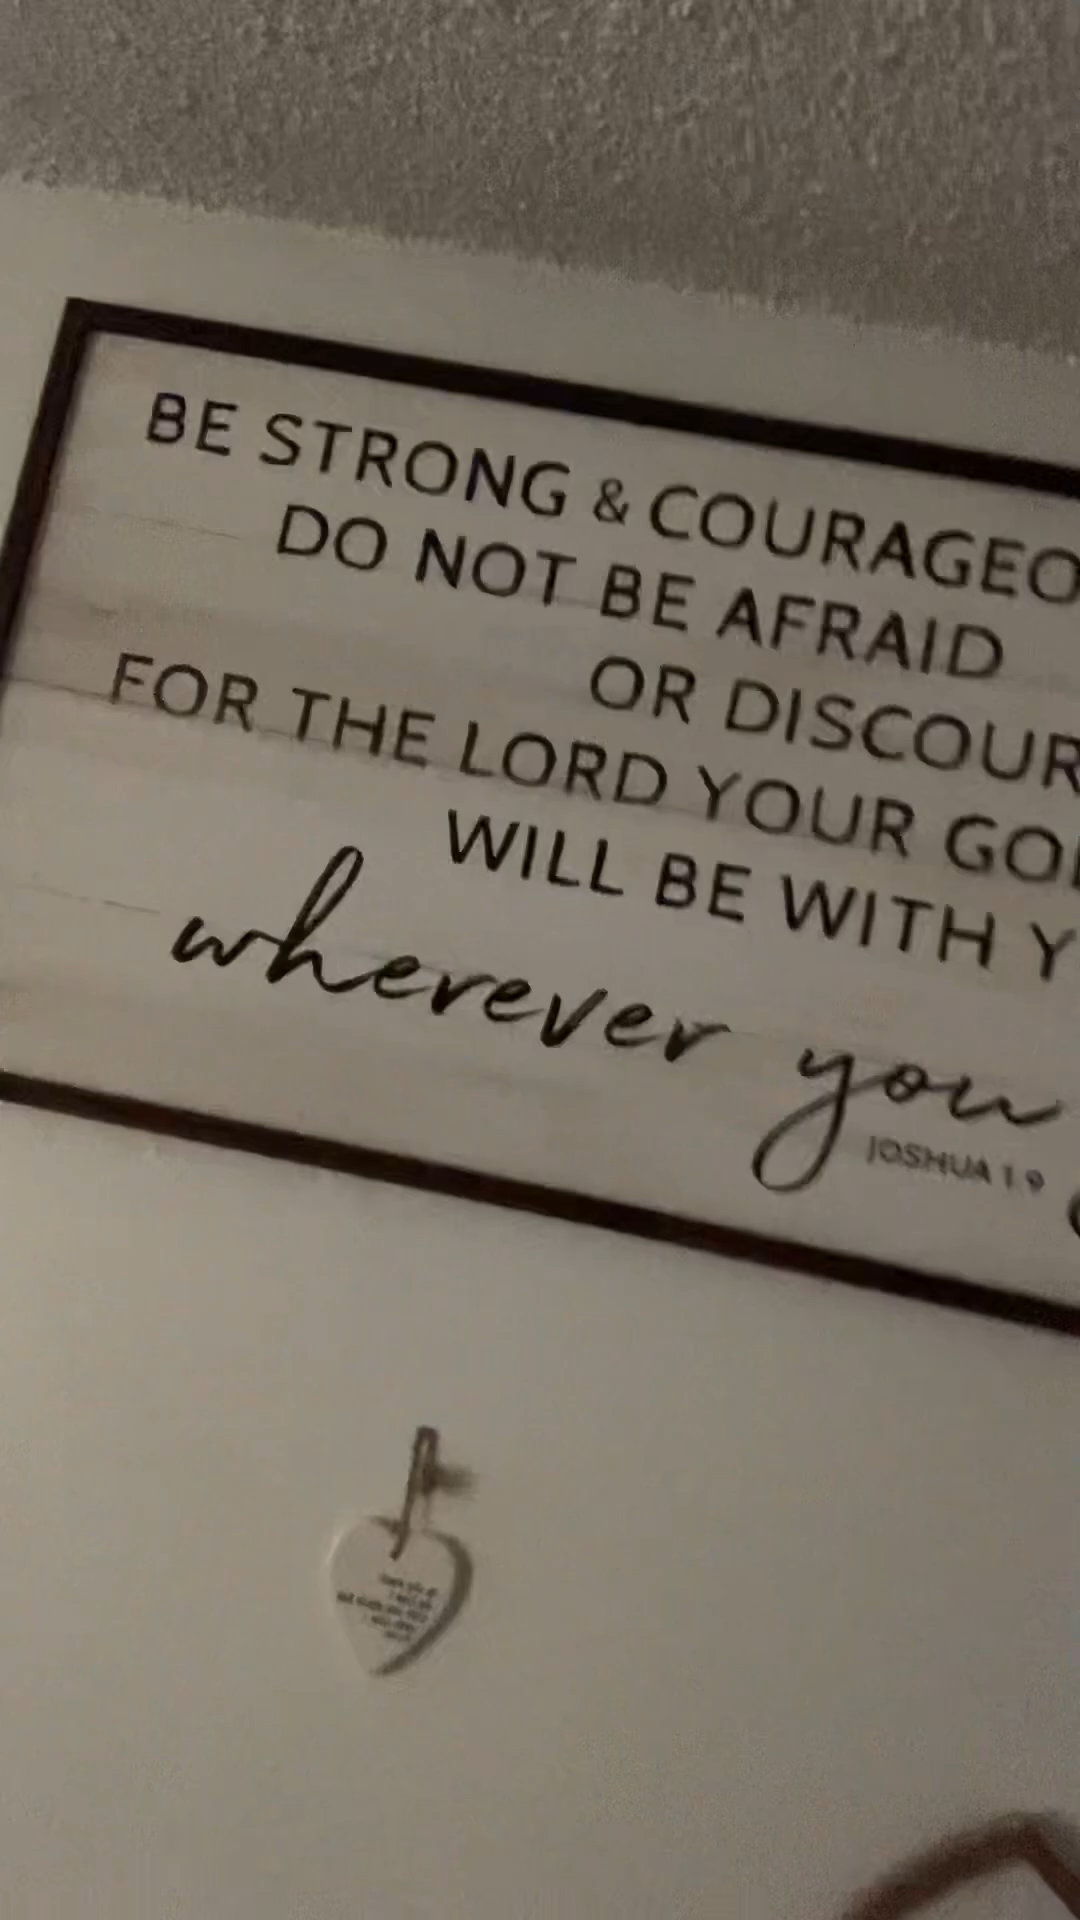 BE STRONG & COURAGEO
DO NOT BE AFRAID
OR DISCOUR
FOR THE LORD YOUR GOD
WILL BE WITH Y
wherever you
JOSHUA 1 9